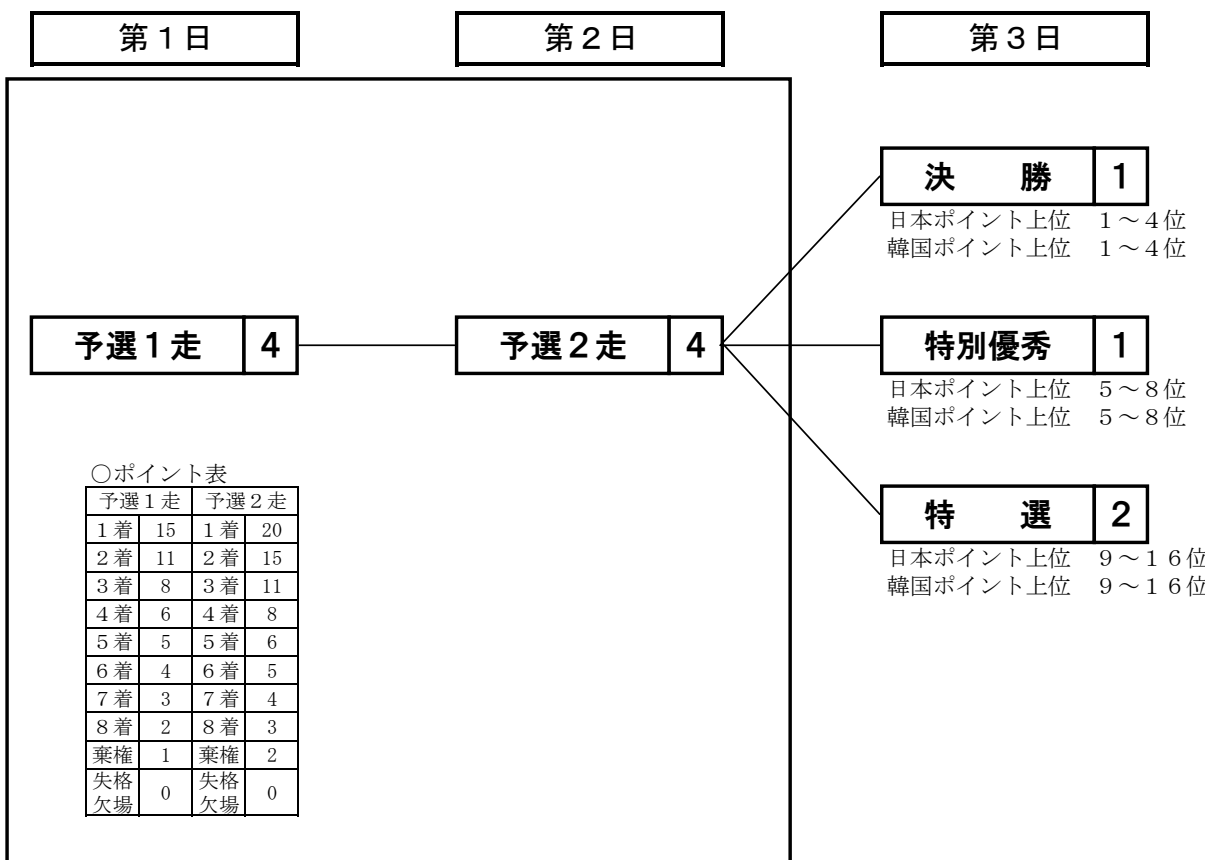 第１日
第２日
第３日
決　勝 1
日本ポイント上位　１～４位
韓国ポイント上位　１～４位
予選１走 4
予選２走 4
特別優秀 1
日本ポイント上位　５～８位
韓国ポイント上位　５～８位
特　選 2
日本ポイント上位　９～１６位
韓国ポイント上位　９～１６位
○ポイント表
予選１走 予選２走
１着 15 １着 20
２着 11 ２着 15
３着 8 ３着 11
４着 6 ４着 8
５着 5 ５着 6
６着 4 ６着 5
７着 3 ７着 4
８着 2 ８着 3
棄権 1 棄権 2
失格 欠場 0 失格 欠場 0